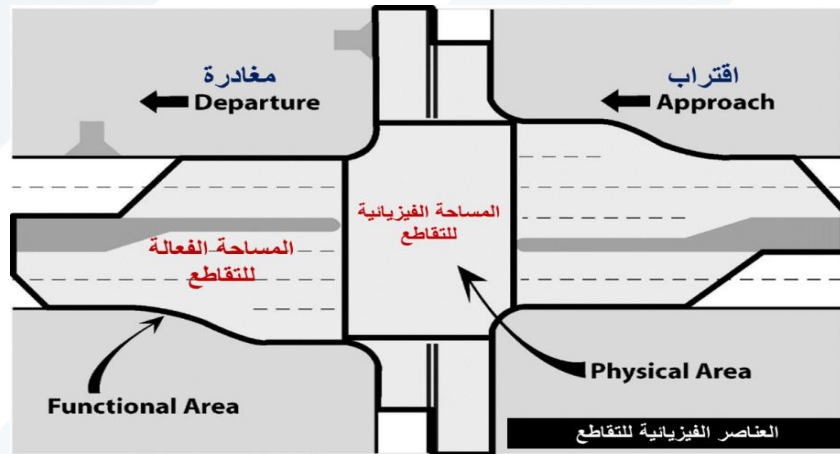 مغادرة
Departure
اقتراب
Approach
المساحة الفيزيائية
للتقاطع
المساحة الفعالة
للتقاطع
Physical Area
Functional Area
العناصر الفيزيائية للتقاطع